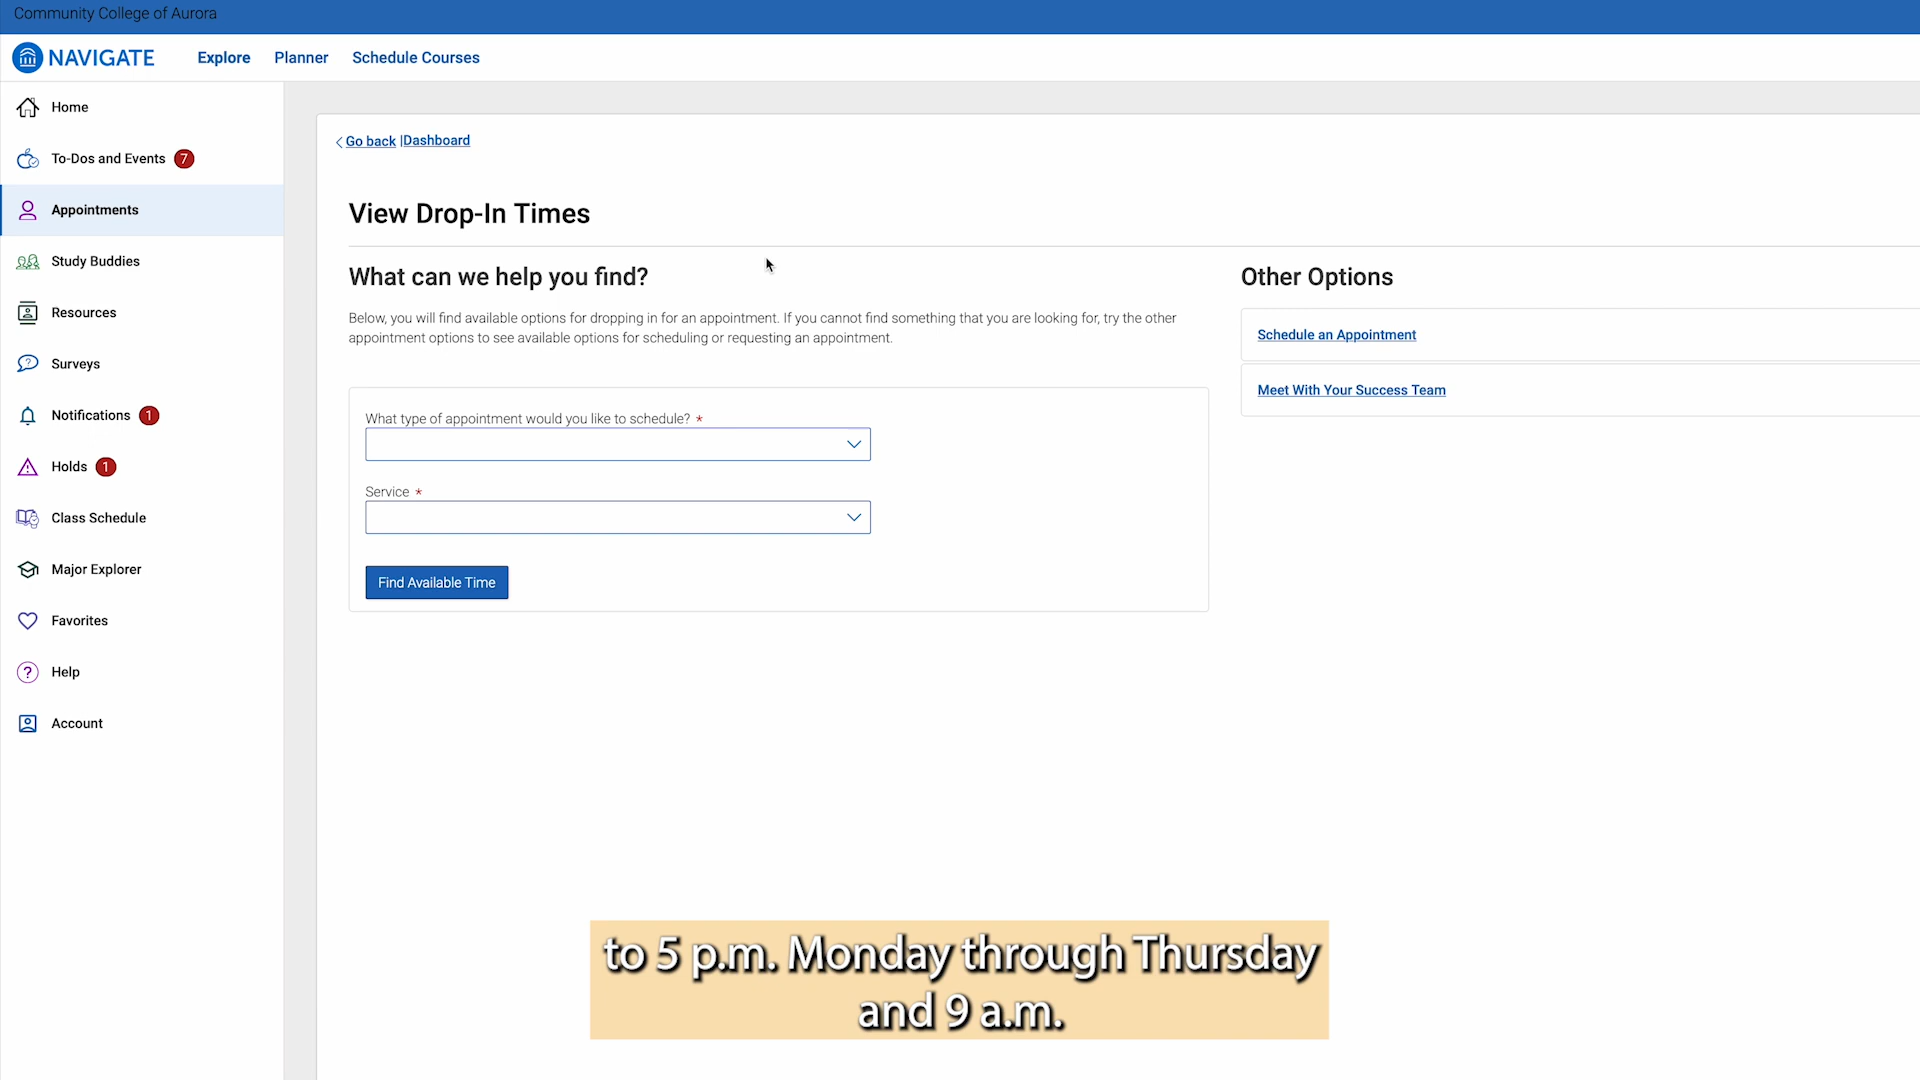 Community College of Aurora
NAVIGATE
Explore
Planner
Schedule Courses
Home
To-Dos and Events 7
Appointments
Study Buddies
Resources
Surveys
Notifications 1
Holds 1
Class Schedule
Major Explorer
Favorites
Help
Account
Go back |Dashboard
View Drop-In Times
What can we help you find?
Below, you will find available options for dropping in for an appointment. If you cannot find something that you are looking for, try the other
appointment options to see available options for scheduling or requesting an appointment.
What type of appointment would you like to schedule? *
Service *
Find Available Time
Other Options
Schedule an Appointment
Meet With Your Success Team
to 5 p.m. Monday through Thursday
and 9 a.m.